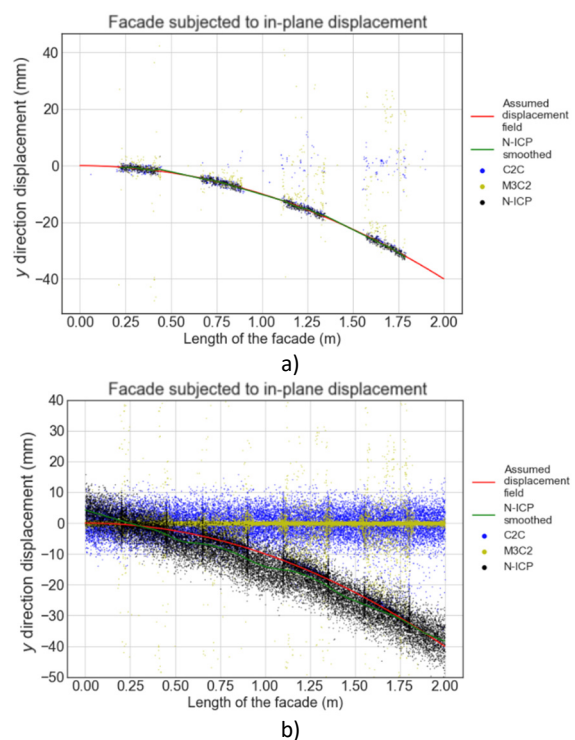 Facade subjected to in-plane displacement
y direction displacement (mm)
40
20
0
−20
−40
0.00 0.25 0.50 0.75 1.00 1.25 1.50 1.75 2.00
Length of the facade (m)
Assumed
displacement
field
N-ICP
smoothed
C2C
M3C2
N-ICP
a)
Facade subjected to in-plane displacement
y direction displacement (mm)
40
30
20
10
0
−10
−20
−30
−40
−50
0.00 0.25 0.50 0.75 1.00 1.25 1.50 1.75 2.00
Length of the facade (m)
Assumed
displacement
field
N-ICP
smoothed
C2C
M3C2
N-ICP
b)